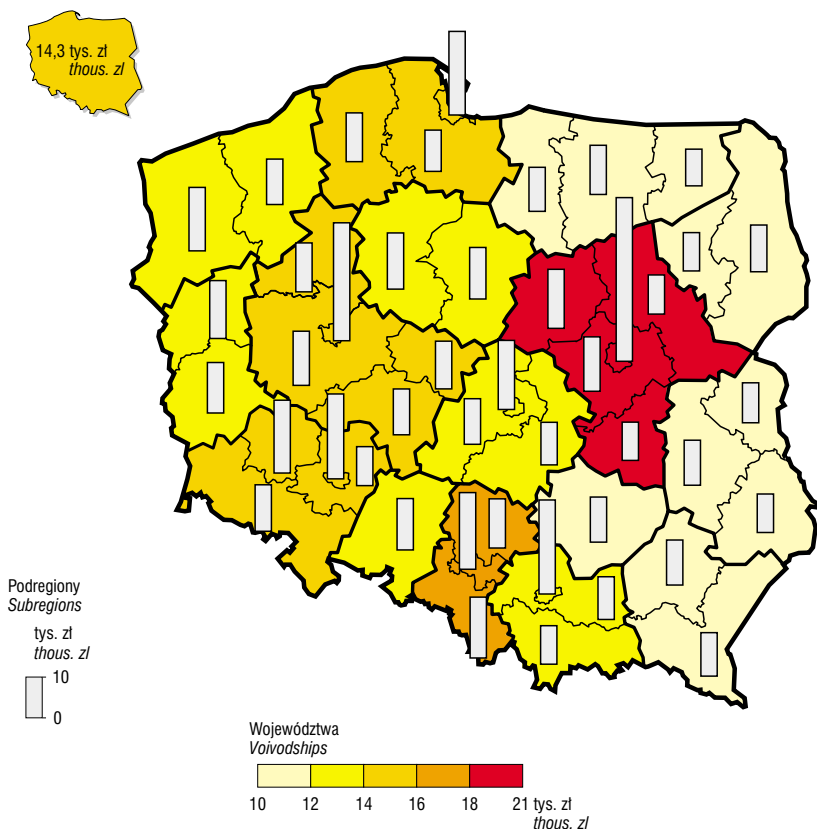 14,3 tys. zł
thous. zl
Podregiony
Subregions
tys. zł
thous. zl
10
0
Województwa
Voivodships
10 12 14 16 18 21 tys. zł
thous. zl